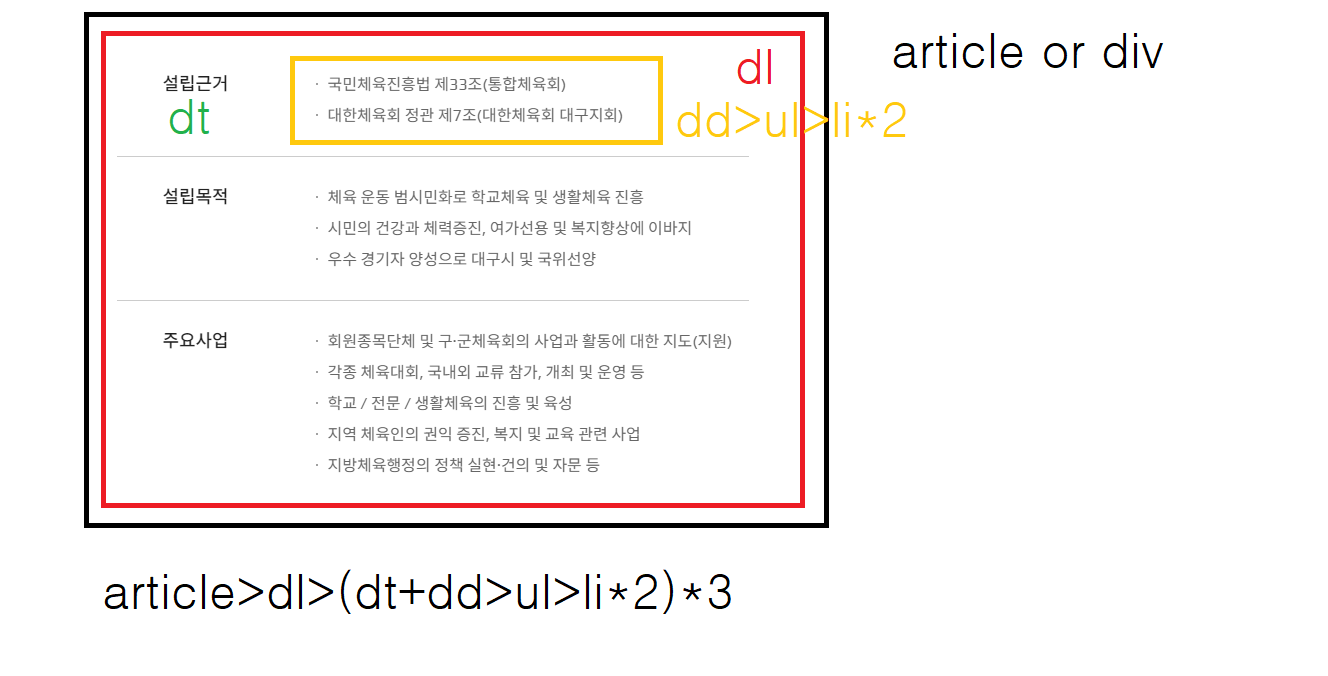 article or div
dl
설립근거
dt
· 국민체육진흥법 제33조(통합체육회)
· 대한체육회 정관 제7조(대한체육회 대구지회)
dd>ul>li*2
설립목적
· 체육 운동 범시민화로 학교체육 및 생활체육 진흥
· 시민의 건강과 체력증진, 여가선용 및 복지향상에 이바지
· 우수 경기자 양성으로 대구시 및 국위선양
주요사업
· 회원종목단체 및 구·군체육회의 사업과 활동에 대한 지도(지원)
· 각종 체육대회, 국내외 교류 참가, 개최 및 운영 등
· 학교 / 전문 / 생활체육의 진흥 및 육성
· 지역 체육인의 권익 증진, 복지 및 교육 관련 사업
· 지방체육행정의 정책 실현·건의 및 자문 등
article>dl>(dt+dd>ul>li*2)*3